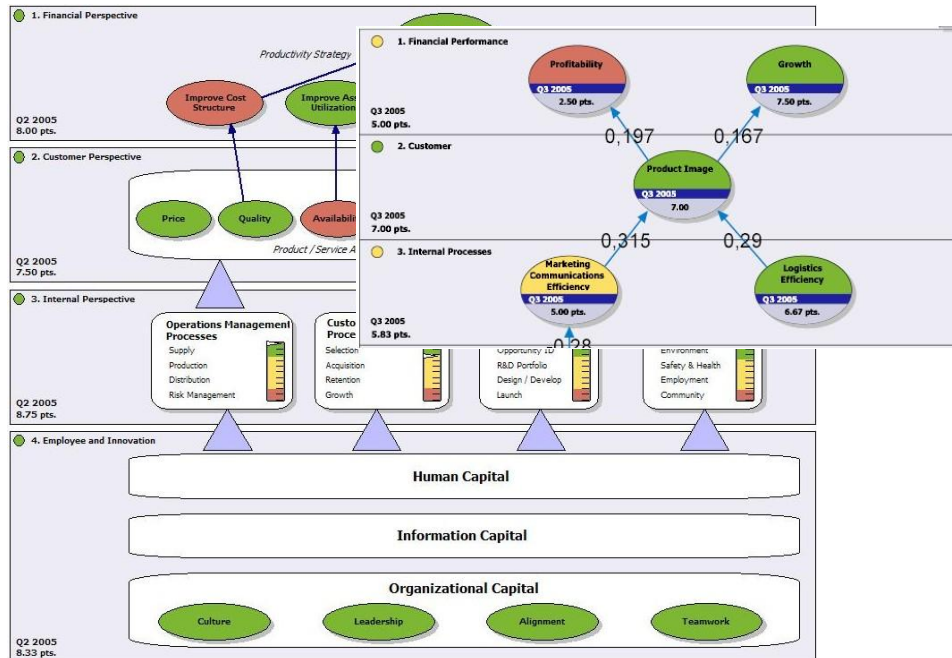 1. Financial Perspective
Productivity Strategy
Improve Cost
Structure
Improve
Utilization
Q2 2005
8.00 pts.
2. Customer Perspective
Price
Quality
Product / Service
Q2 2005
7.50 pts.
3. Internal Perspective
Operations Management
Processes
Supply
Production
Distribution
Risk Management
Selection
Acquisition
Retention
Growth
Opportunity ID
R&D Portfolio
Design / Develop
Launch
Environment
Safety & Health
Employment
Community
Q2 2005
8.75 pts.
4. Employee and Innovation
Human Capital
Information Capital
Organizational Capital
Culture
Leadership
Alignment
Teamwork
Q2 2005
8.33 pts.
1. Financial Performance
Profitability
Q3 2005
2.50 pts.
Growth
Q3 2005
7.50 pts.
Q3 2005
5.00 pts.
0,197
0,167
2. Customer
Product Image
Q3 2005
7.00
Q3 2005
7.00 pts.
0,315
0,29
3. Internal Processes
Marketing
Communications
Efficiency
Q3 2005
5.00 pts.
Logistics
Efficiency
Q3 2005
6.67 pts.
Q3 2005
5.83 pts.